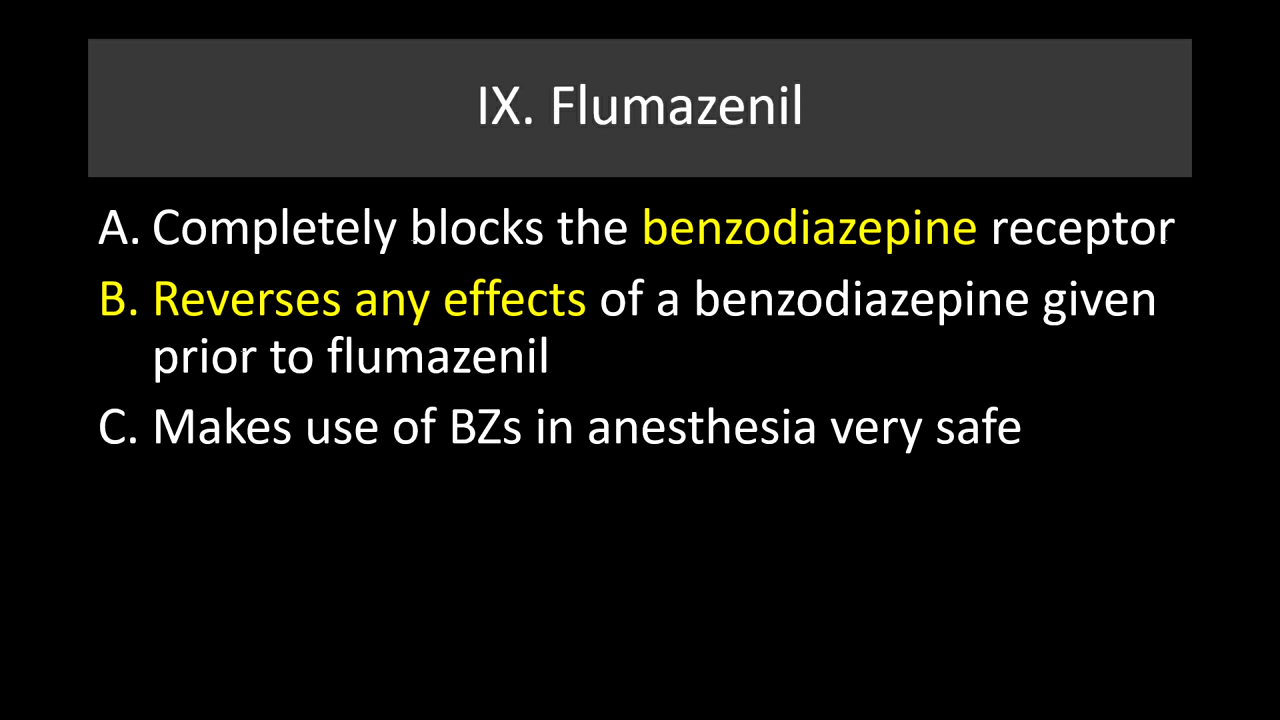 IX. Flumazenil
A. Completely blocks the benzodiazepine receptor
B. Reverses any effects of a benzodiazepine given
prior to flumazenil
C. Makes use of BZs in anesthesia very safe